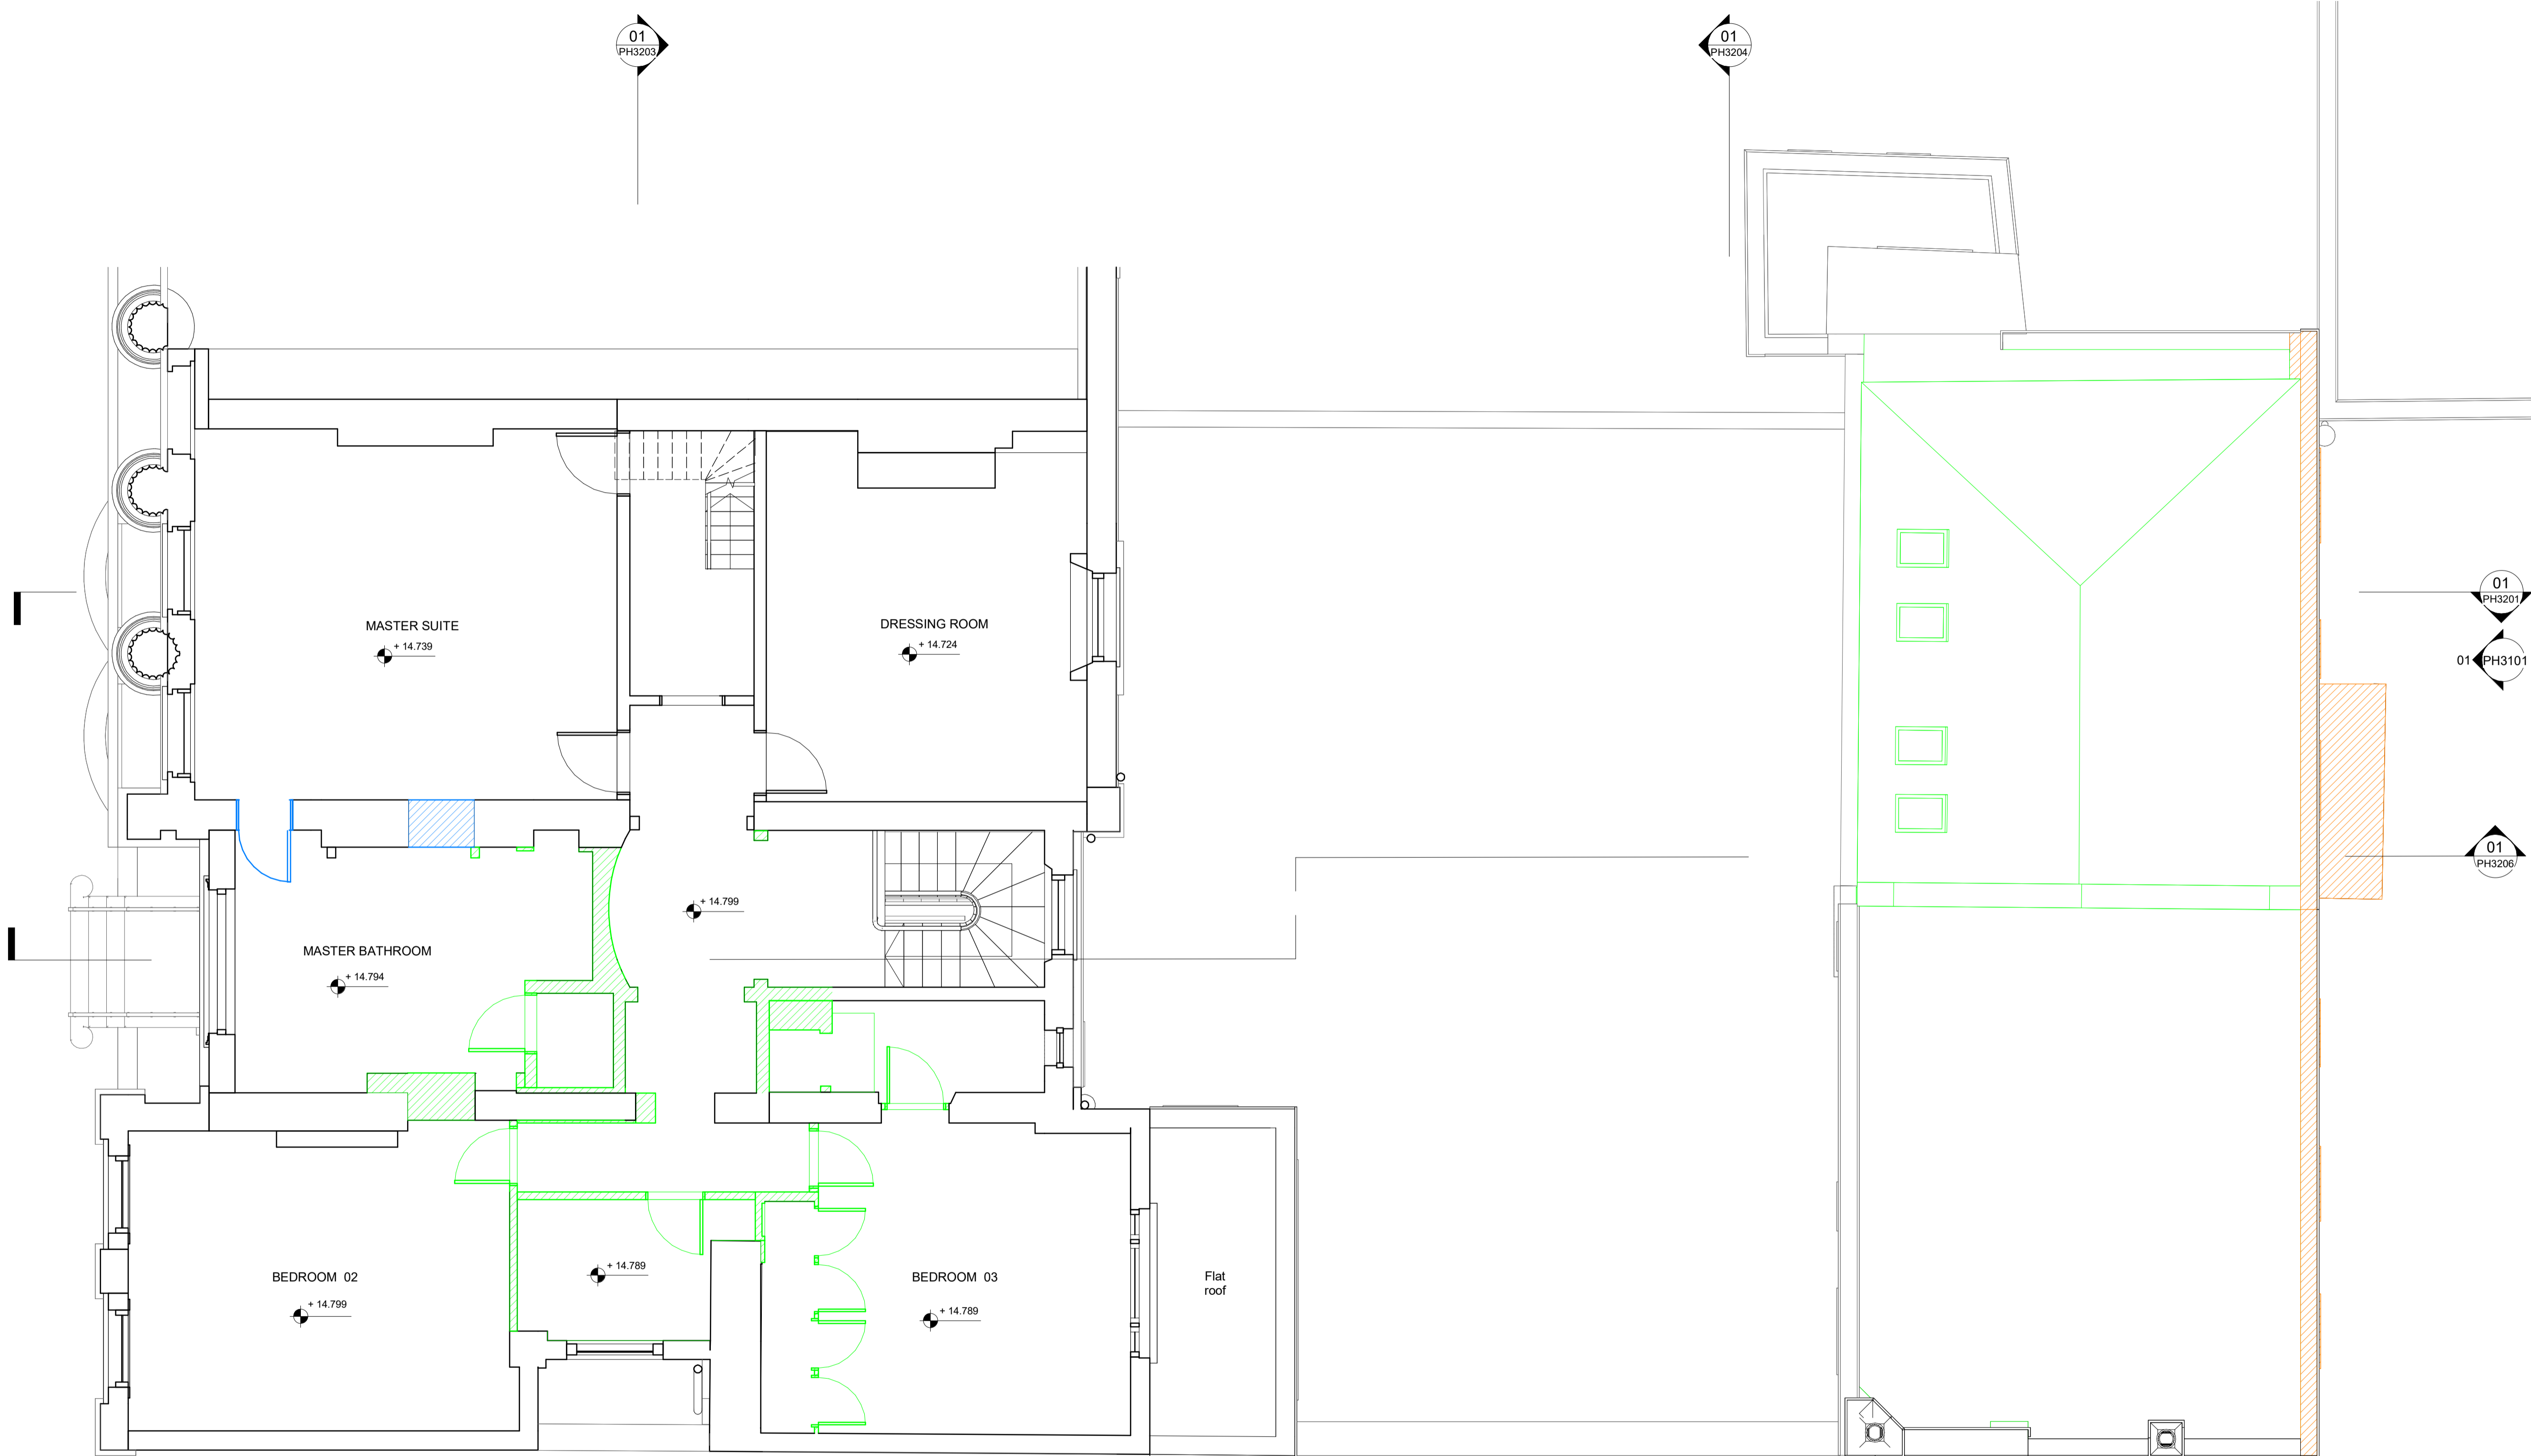 01
PH3203
01
PH3204
01
PH3201
01 PH3101
01
PH3206
MASTER SUITE
+ 14.739
DRESSING ROOM
+ 14.724
+ 14.799
MASTER BATHROOM
+ 14.794
BEDROOM 02
+ 14.799
+ 14.789
BEDROOM 03
+ 14.789
Flat
roof